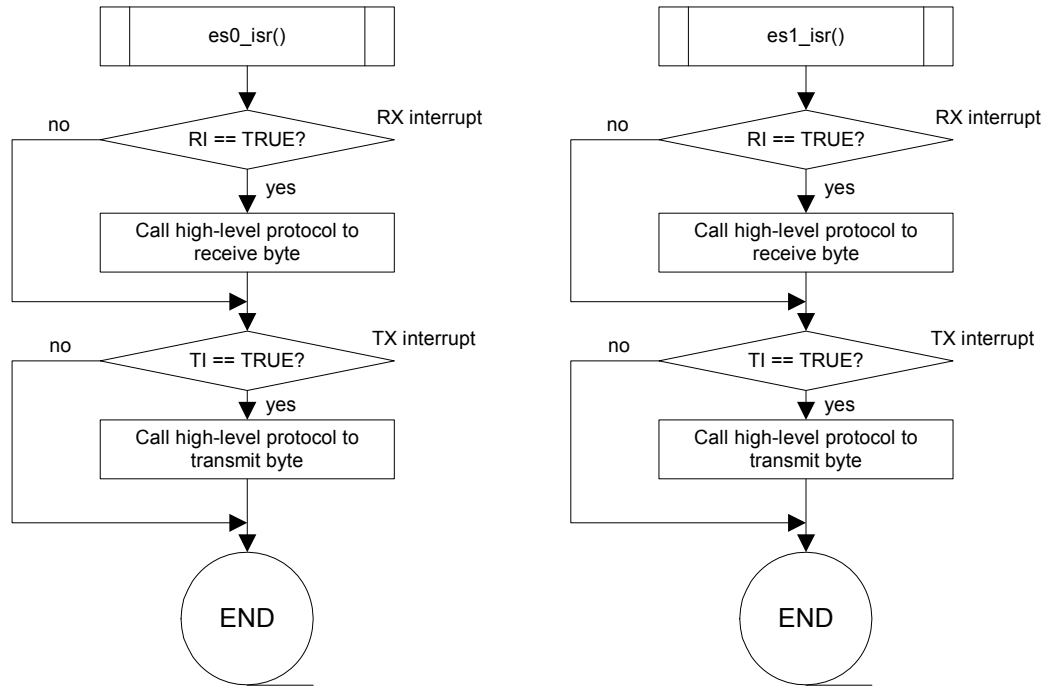 es0_isr()
RX interrupt
no
RI == TRUE?
yes
Call high-level protocol to
receive byte
TX interrupt
no
TI == TRUE?
yes
Call high-level protocol to
transmit byte
END
es1_isr()
RX interrupt
no
RI == TRUE?
yes
Call high-level protocol to
receive byte
TX interrupt
no
TI == TRUE?
yes
Call high-level protocol to
transmit byte
END